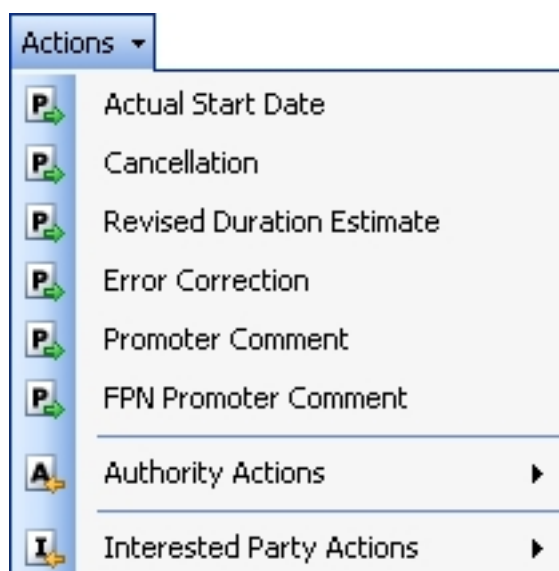 Actions
P Actual Start Date
P Cancellation
P Revised Duration Estimate
P Error Correction
P Promoter Comment
P FPN Promoter Comment
A Authority Actions
I Interested Party Actions